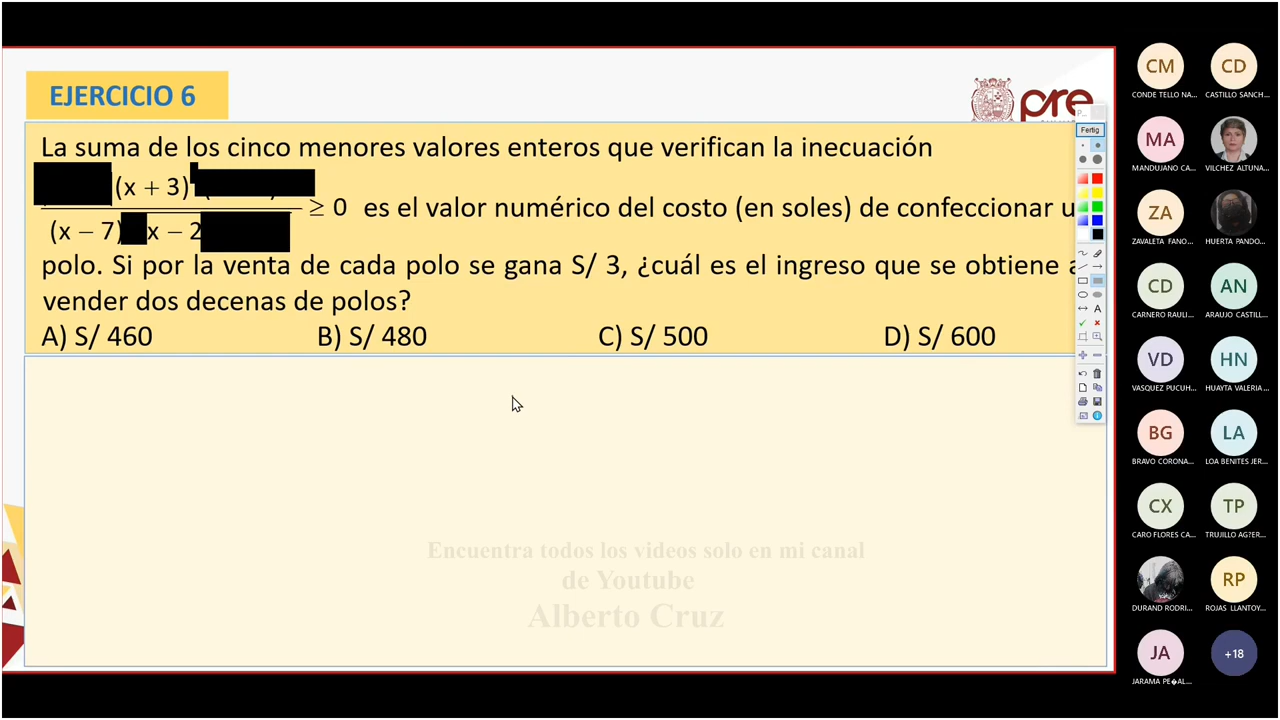 EJERCICIO 6
pre
La suma de los cinco menores valores enteros que verifican la inecuación
(x + 3)
(x − 7) x − 2
≥ 0 es el valor numérico del costo (en soles) de confeccionar u
polo. Si por la venta de cada polo se gana S/ 3, ¿cuál es el ingreso que se obtiene a
vender dos decenas de polos?
A) S/ 460 B) S/ 480 C) S/ 500 D) S/ 600
Encuentra todos los videos solo en mi canal
de Youtube
Alberto Cruz
P...
Fertig
A
CM CD
CONDE TELLO NA... CASTILLO SANCH...
MA
MANDUJANO CA... VILCHEZ ALTUNA...
ZA
ZAVALETA FANO... HUERTA PANDO...
CD AN
CARNERO RAULI... ARAUJO CASTILL...
VD HN
VASQUEZ PUCUH... HUAYTA VALERIA...
BG LA
BRAVO CORONA... LOA BENITES JER...
CX TP
CARO FLORES CA... TRUJILLO AG?ER...
RP
DURAND RODRI... ROJAS LLANTOY...
JA +18
JARAMA PE�AL...